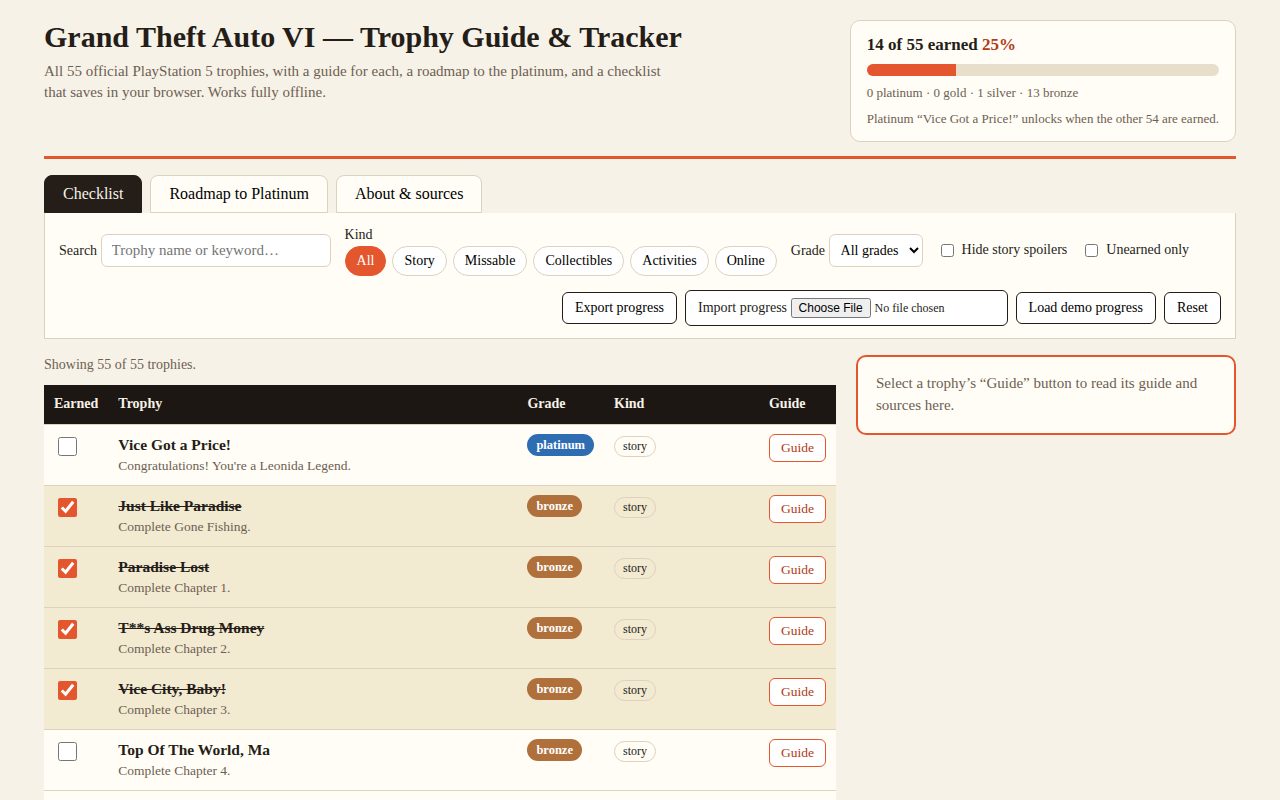 Grand Theft Auto VI — Trophy Guide & Tracker
All 55 official PlayStation 5 trophies, with a guide for each, a roadmap to the platinum, and a checklist
that saves in your browser. Works fully offline.
14 of 55 earned 25%
0 platinum · 0 gold · 1 silver · 13 bronze
Platinum “Vice Got a Price!” unlocks when the other 54 are earned.
Checklist
Roadmap to Platinum
About & sources
Search
Trophy name or keyword…
Kind
All
Story
Missable
Collectibles
Activities
Online
Grade
All grades
Hide story spoilers
Unearned only
Export progress
Import progress Choose File No file chosen
Load demo progress
Reset
Showing 55 of 55 trophies.
Earned Trophy Grade Kind Guide
Vice Got a Price! platinum story Guide
Congratulations! You're a Leonida Legend.
Just Like Paradise bronze story Guide
Complete Gone Fishing.
Paradise Lost bronze story Guide
Complete Chapter 1.
T**s Ass Drug Money bronze story Guide
Complete Chapter 2.
Vice City, Baby! bronze story Guide
Complete Chapter 3.
Top Of The World, Ma bronze story Guide
Complete Chapter 4.
Select a trophy’s “Guide” button to read its guide and
sources here.